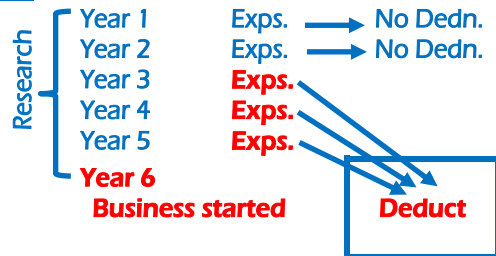 Research
Year 1 Exps. No Dedn.
Year 2 Exps. No Dedn.
Year 3 Exps.
Year 4 Exps.
Year 5 Exps.
Year 6
Business started Deduct